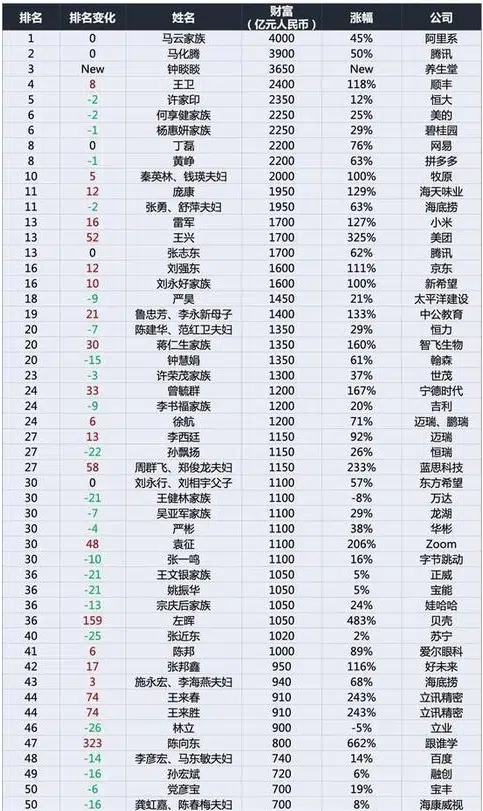 排名 排名变化 姓名 财富（亿元人民币） 涨幅 公司
1 0 马云家族 4000 45% 阿里系
2 0 马化腾 3900 50% 腾讯
3 New 钟睒睒 3650 New 养生堂
4 8 王卫 2400 118% 顺丰
5 -2 许家印 2350 12% 恒大
6 -2 何享健家族 2250 25% 美的
6 -1 杨惠妍家族 2250 29% 碧桂园
8 0 丁磊 2200 76% 网易
8 -1 黄峥 2200 63% 拼多多
10 5 秦英林、钱瑛夫妇 2000 100% 牧原
11 12 庞康 1950 129% 海天味业
11 -2 张勇、舒萍夫妇 1950 63% 海底捞
13 16 雷军 1700 127% 小米
13 52 王兴 1700 325% 美团
13 0 张志东 1700 62% 腾讯
16 12 刘强东 1600 111% 京东
16 10 刘永好家族 1600 100% 新希望
18 -9 严昊 1450 21% 太平洋建设
19 21 鲁忠芳、李永新母子 1400 133% 中公教育
20 -7 陈建华、范红卫夫妇 1350 29% 恒力
20 30 蒋仁生家族 1350 160% 智飞生物
20 -15 钟慧娟 1350 61% 翰森
23 -3 许荣茂家族 1300 37% 世茂
24 33 曾毓群 1200 167% 宁德时代
24 -9 李书福家族 1200 20% 吉利
24 6 徐航 1200 71% 迈瑞、鹏瑞
27 13 李西廷 1150 92% 迈瑞
27 -22 孙飘扬 1150 26% 恒瑞
27 58 周群飞、郑俊龙夫妇 1150 233% 蓝思科技
30 0 刘永行、刘相宇父子 1100 57% 东方希望
30 -21 王健林家族 1100 -8% 万达
30 -7 吴亚军家族 1100 29% 龙湖
30 -4 严彬 1100 38% 华彬
30 48 袁征 1100 206% Zoom
30 -10 张一鸣 1100 16% 字节跳动
36 -21 王文银家族 1050 5% 正威
36 -21 姚振华 1050 5% 宝能
36 -13 宗庆后家族 1050 24% 娃哈哈
36 159 左晖 1050 483% 贝壳
40 -25 张近东 1020 2% 苏宁
41 6 陈邦 1000 89% 爱尔眼科
42 17 张邦鑫 950 116% 好未来
43 3 施永宏、李海燕夫妇 940 68% 海底捞
44 74 王来春 910 243% 立讯精密
44 74 王来胜 910 243% 立讯精密
46 -26 林立 900 -5% 立业
47 323 陈向东 800 662% 跟谁学
48 -14 李彦宏、马东敏夫妇 740 14% 百度
49 -16 孙宏斌 720 6% 融创
50 -6 党彦宝 700 19% 宝丰
50 -16 龚虹嘉、陈春梅夫妇 700 8% 海康威视